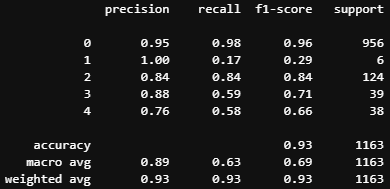 precision recall f1-score support
0 0.95 0.98 0.96 956
1 1.00 0.17 0.29 6
2 0.84 0.84 0.84 124
3 0.88 0.59 0.71 39
4 0.76 0.58 0.66 38
accuracy 0.93 1163
macro avg 0.89 0.63 0.69 1163
weighted avg 0.93 0.93 0.93 1163